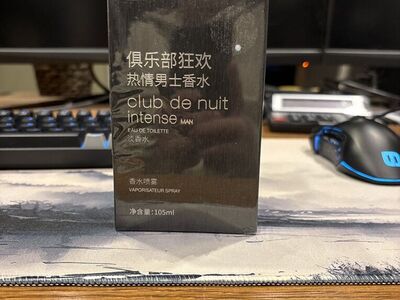 俱乐部狂欢
热情男士香水
club de nuit
intense MAN
EAU DE TOILETTE
淡香水
香水喷雾
VAPORISATEUR SPRAY
净含量:105ml